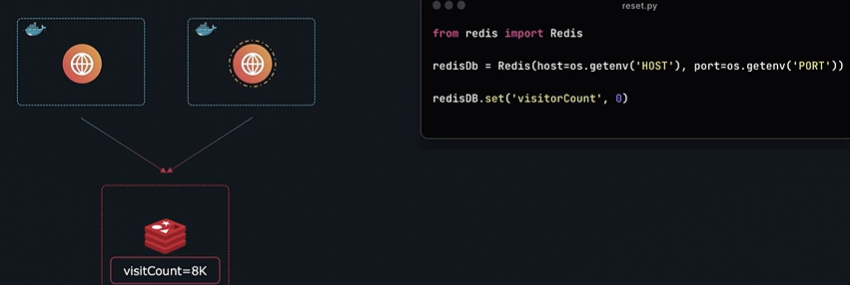 reset.py
from redis import Redis
redisDb = Redis(host=os.getenv('HOST'), port=os.getenv('PORT'))
redisDB.set('visitorCount', 0)
visitCount=8K